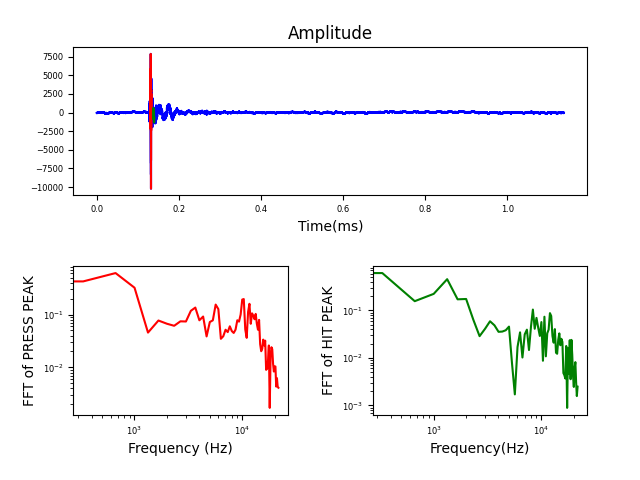 Amplitude
7500
5000
2500
0
−2500
−5000
−7500
−10000
0.0 0.2 0.4 0.6 0.8 1.0
Time(ms)
FFT of PRESS PEAK
10⁻¹
10⁻²
10³ 10⁴
Frequency (Hz)
FFT of HIT PEAK
10⁻¹
10⁻²
10⁻³
10³ 10⁴
Frequency(Hz)